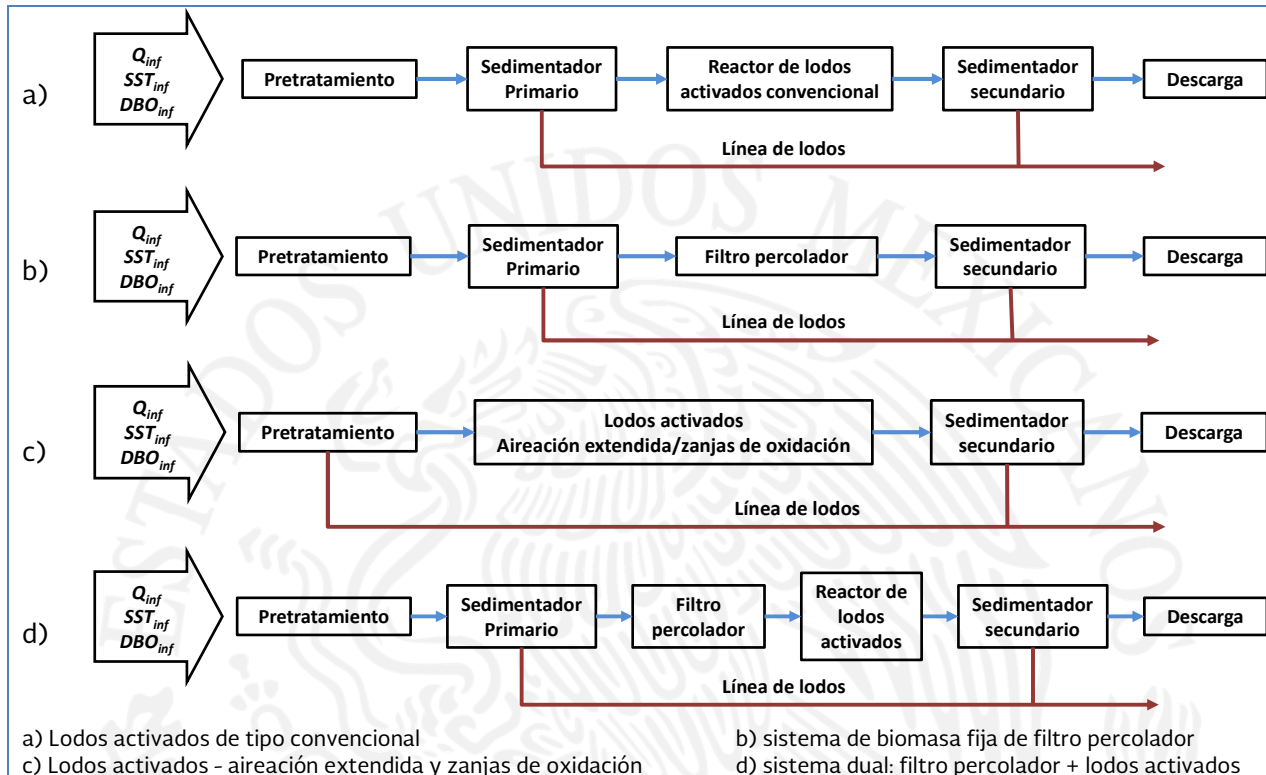 a)
Q_inf
SST_inf
DBO_inf
Pretratamiento
Sedimentador
Primario
Reactor de lodos
activados convencional
Sedimentador
secundario
Descarga
Línea de lodos
b)
Q_inf
SST_inf
DBO_inf
Pretratamiento
Sedimentador
Primario
Filtro percolador
Sedimentador
secundario
Descarga
Línea de lodos
c)
Q_inf
SST_inf
DBO_inf
Pretratamiento
Lodos activados
Aireación extendida/zanjas de oxidación
Sedimentador
secundario
Descarga
Línea de lodos
d)
Q_inf
SST_inf
DBO_inf
Pretratamiento
Sedimentador
Primario
Filtro
percolador
Reactor de
lodos
activados
Sedimentador
secundario
Descarga
Línea de lodos
a) Lodos activados de tipo convencional
b) sistema de biomasa fija de filtro percolador
c) Lodos activados - aireación extendida y zanjas de oxidación
d) sistema dual: filtro percolador + lodos activados
ESTADOS UNIDOS MEXICANOS